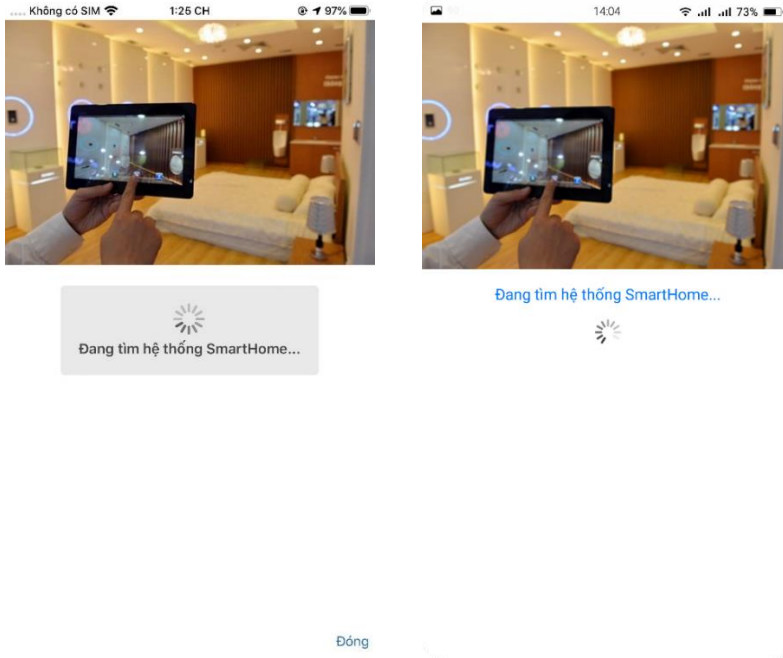 Không có SIM 1:25 CH 97%
Đang tìm hệ thống SmartHome...
Đóng
14:04 73%
Đang tìm hệ thống SmartHome...